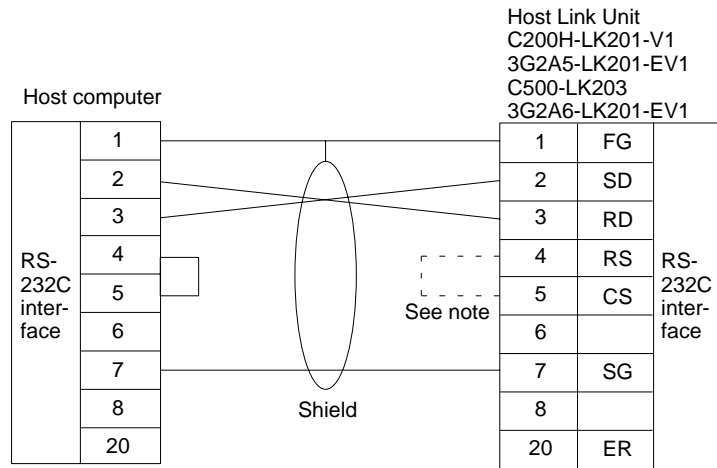 Host Link Unit
C200H-LK201-V1
3G2A5-LK201-EV1
C500-LK203
3G2A6-LK201-EV1
Host computer
RS-
232C
inter-
face
1
2
3
4
5
6
7
8
20
See note
Shield
1 FG
2 SD
3 RD
4 RS
5 CS
6
7 SG
8
20 ER
RS-
232C
inter-
face